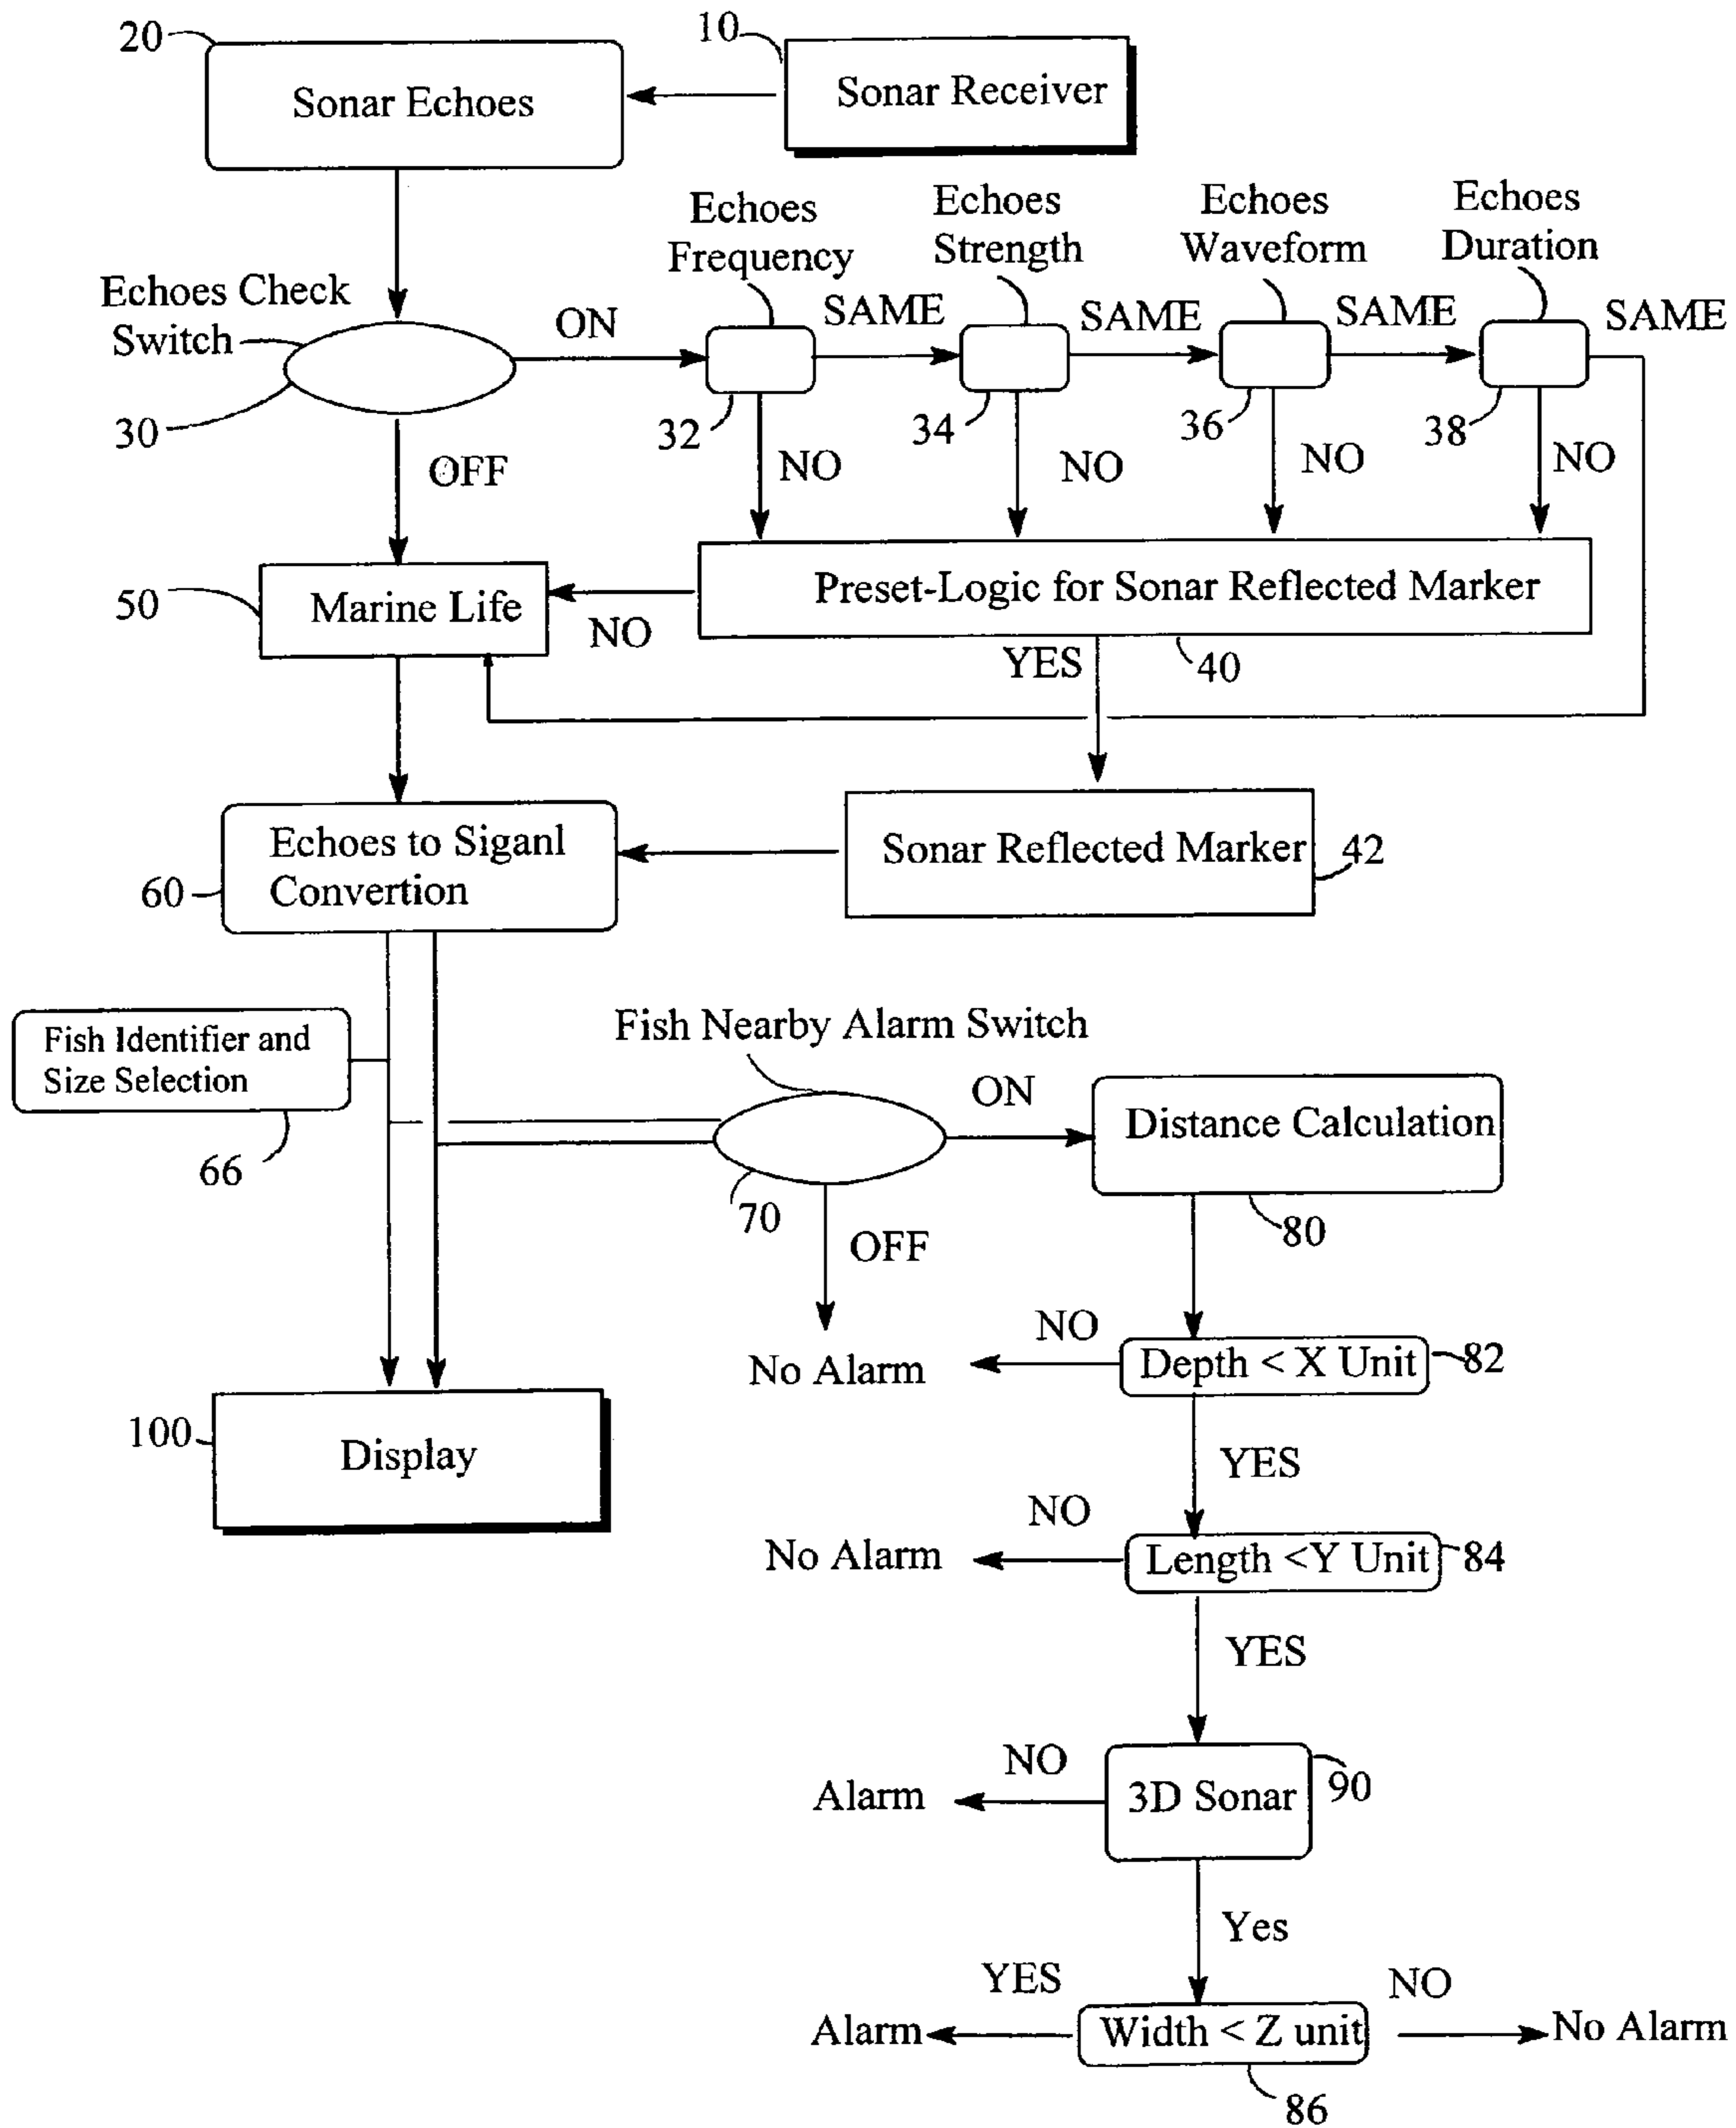 20
10
Sonar Echoes
Sonar Receiver
Echoes
Frequency
Echoes
Strength
Echoes
Waveform
Echoes
Duration
Echoes Check
Switch
30
ON
SAME
SAME
SAME
SAME
32
34
36
38
OFF
NO
NO
NO
NO
50
Marine Life
NO
Preset-Logic for Sonar Reflected Marker
YES
40
Echoes to Siganl
Convertion
60
Sonar Reflected Marker
42
Fish Identifier and
Size Selection
66
Fish Nearby Alarm Switch
ON
70
Distance Calculation
80
OFF
No Alarm
NO
Depth < X Unit
82
100
Display
YES
No Alarm
NO
Length <Y Unit
84
YES
Alarm
NO
3D Sonar
90
Yes
YES
NO
Alarm
Width < Z unit
No Alarm
86